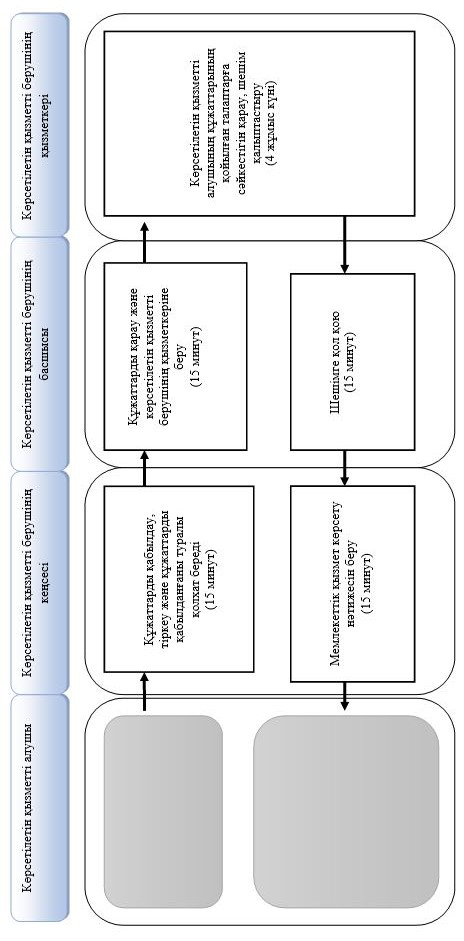 Көрсетілетін қызметті алушы
Көрсетілетін қызметті берушінің
кеңсесі
Көрсетілетін қызметті берушінің
басшысы
Көрсетілетін қызметті берушінің
қызметкері
Құжаттарды қабылдау,
тіркеу және құжаттарды
қабылданғаны туралы
қолхат береді
(15 минут)
Құжаттарды қарау және
көрсетілетін қызметті
берушінің қызметкеріне
беру
(15 минут)
Көрсетілетін қызметті
алушының құжаттарының
қойылған талаптарға
сәйкестігін қарау, шешім
қалыптастыру
(4 жұмыс күні)
Шешімге қол қою
(15 минут)
Мемлекеттік қызмет көрсету
нәтижесін беру
(15 минут)